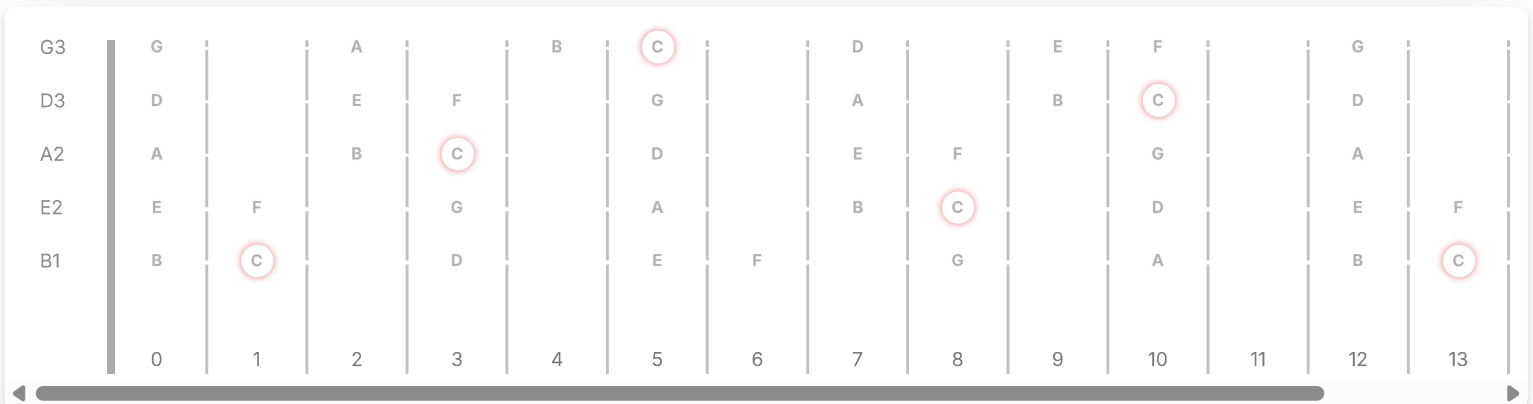 G3 G A B C D E F G
D3 D E F G A B C D
A2 A B C D E F G A
E2 E F G A B C D E F
B1 B C D E F G A B C
0 1 2 3 4 5 6 7 8 9 10 11 12 13